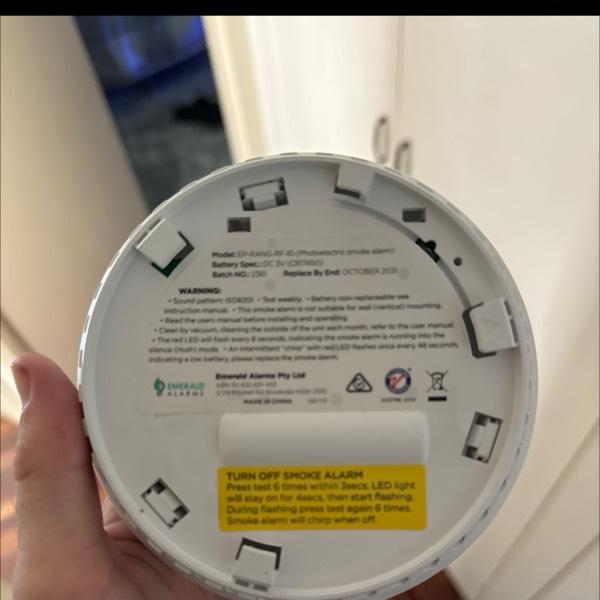 Model: EP-RANG-RF-10 (Photoelectric smoke alarm)
Battery Spec.: DC 3V (CR17450)
Batch NO.: 2361 Replace By End: OCTOBER 2031
WARNING:
• Sound pattern: ISO8201 • Test weekly. • Battery non-replaceable-see
instruction manual. • This smoke alarm is not suitable for wall (vertical) mounting.
• Read the users manual before installing and operating.
• Clean by vacuum, cleaning the outside of the unit each month, refer to the user manual.
• The red LED will flash every 8 seconds, indicating the smoke alarm is running into the
silence (Hush) mode. • An intermittent "chirp" with red LED flashes once every 48 seconds,
indicating a low battery, please replace the smoke alarm.
Emerald Alarms Pty Ltd
EMERALD
ALARMS
MADE IN CHINA
TURN OFF SMOKE ALARM
Press test 6 times within 3secs. LED light
will stay on for 4secs, then start flashing.
During flashing press test again 6 times.
Smoke alarm will chirp when off.